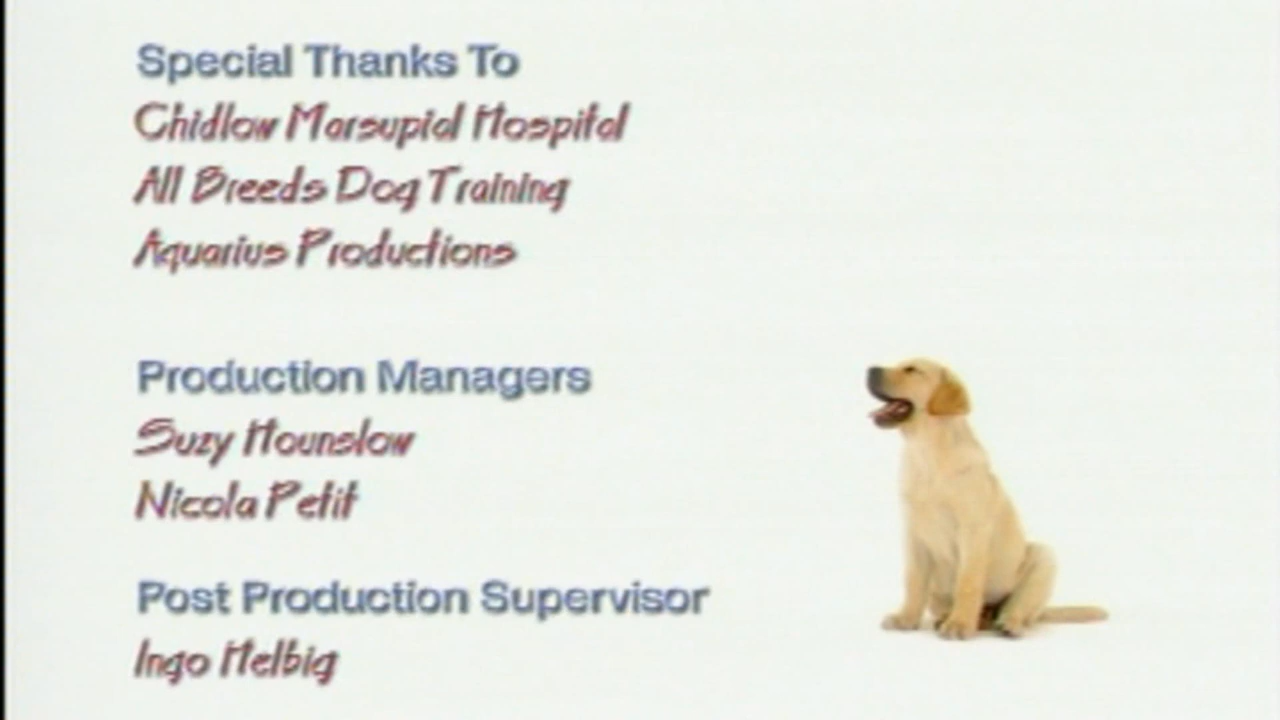 Special Thanks To
Chidlow Marsupial Hospital
All Breeds Dog Training
Aquarius Productions
Production Managers
Suzy Hounslow
Nicola Petit
Post Production Supervisor
Ingo Helbig